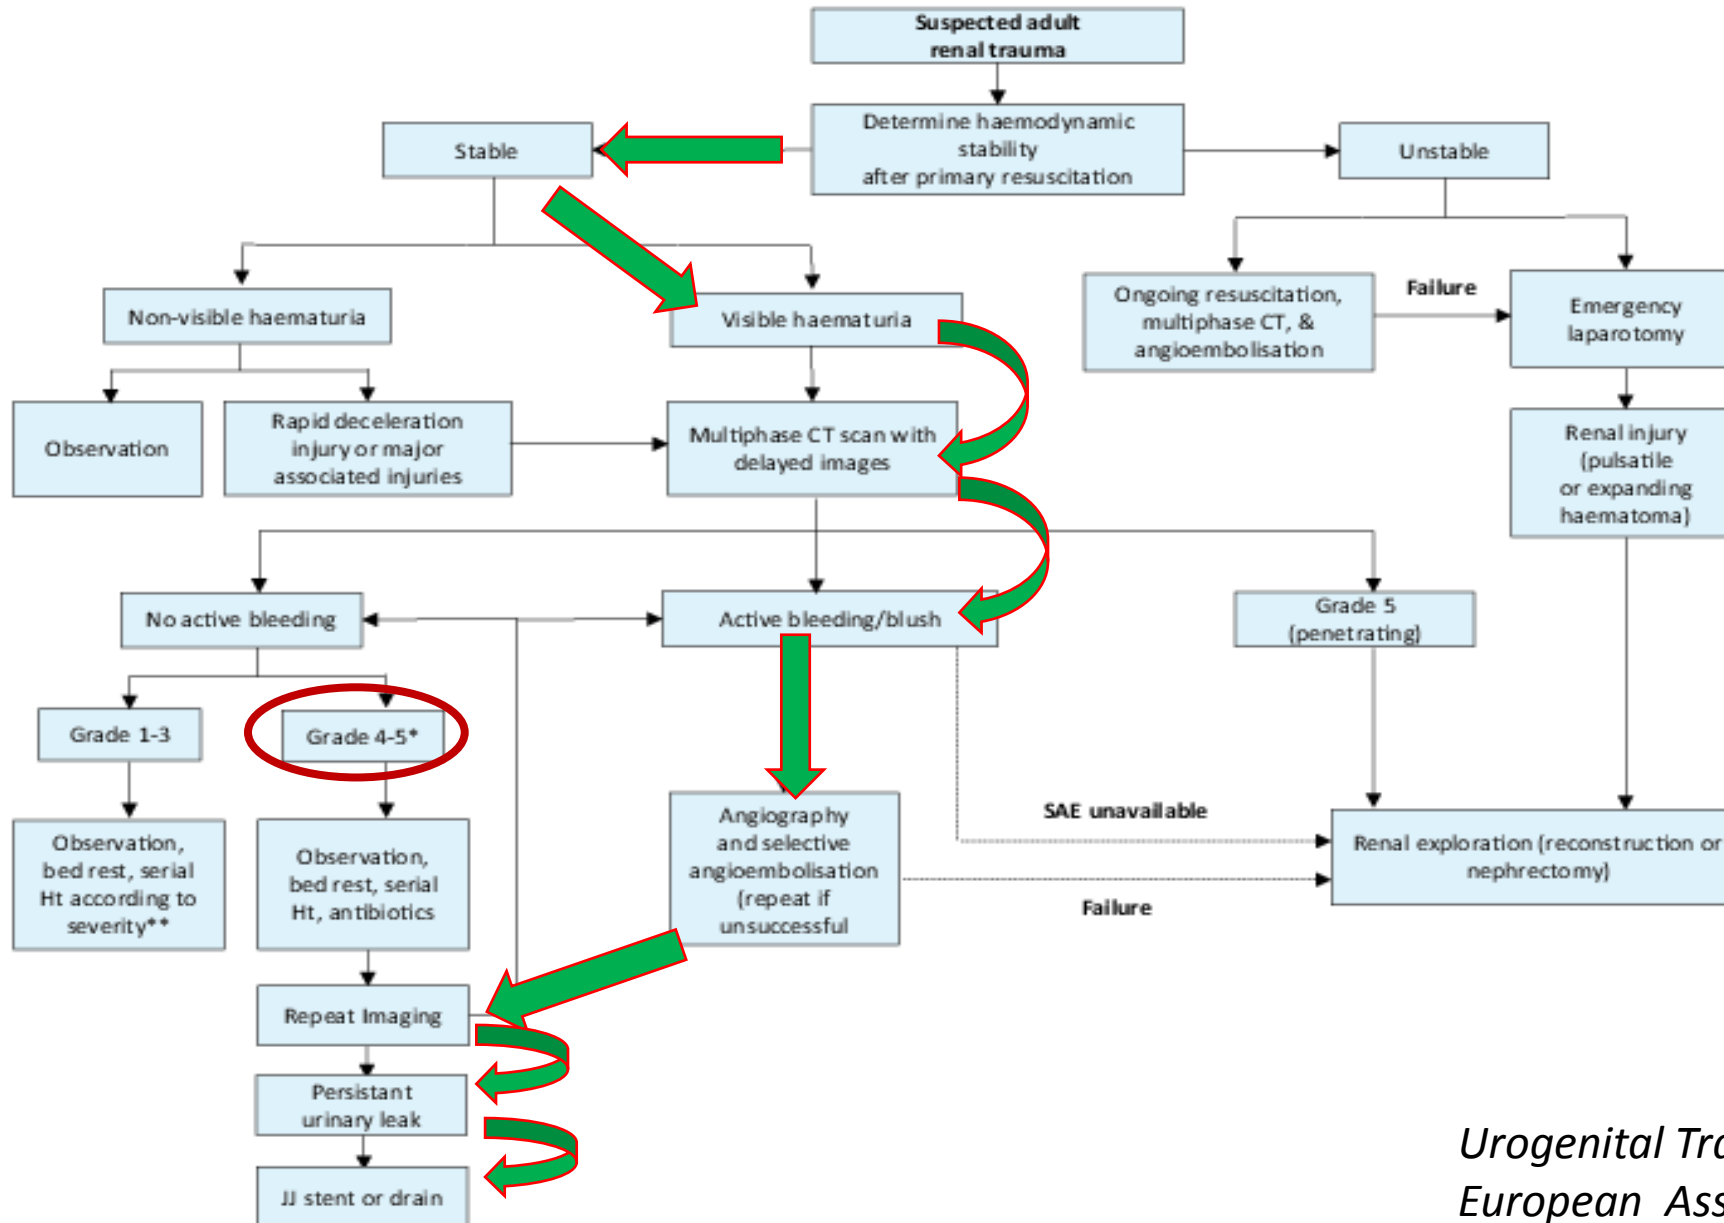 Suspected adult
renal trauma
Determine haemodynamic
stability
after primary resuscitation
Stable
Unstable
Non-visible haematuria
Visible haematuria
Ongoing resuscitation,
multiphase CT, &
angioembolisation
Failure
Emergency
laparotomy
Observation
Rapid deceleration
injury or major
associated injuries
Multiphase CT scan with
delayed images
Renal injury
(pulsatile
or expanding
haematoma)
No active bleeding
Active bleeding/blush
Grade 5
(penetrating)
Grade 1-3
Grade 4-5*
Observation,
bed rest, serial
Ht according to
severity**
Observation,
bed rest, serial
Ht, antibiotics
Angiography
and selective
angioembolisation
(repeat if
unsuccessful
SAE unavailable
Failure
Renal exploration (reconstruction or
nephrectomy)
Repeat Imaging
Persistant
urinary leak
JJ stent or drain
Urogenital Tra
European Ass